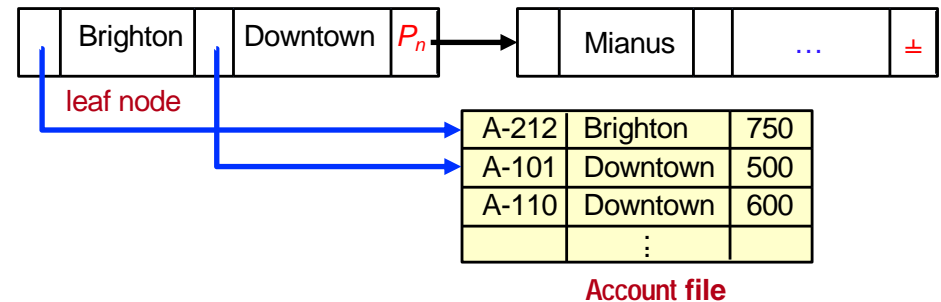 Brighton Downtown Pn Mianus … ╧
leaf node
A-212 Brighton 750
A-101 Downtown 500
A-110 Downtown 600
⋮
Account file